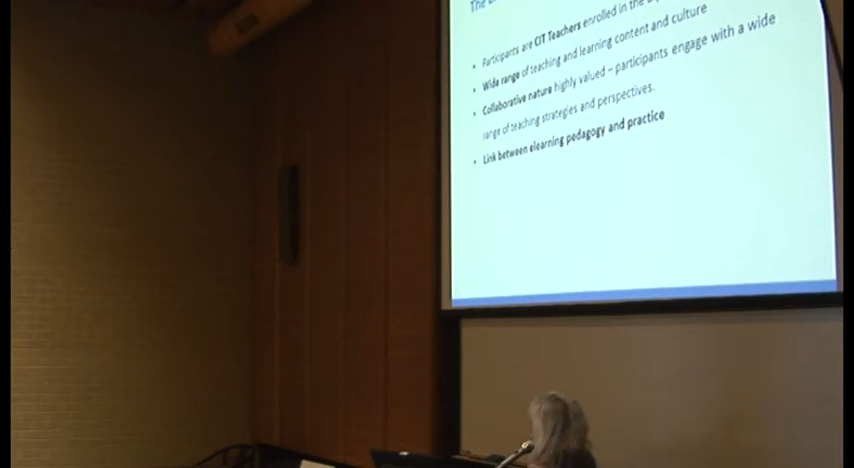 The
• Participants are CIT Teachers enrolled in the
• Wide range of teaching and learning content and culture
• Collaborative nature highly valued – participants engage with a wide
range of teaching strategies and perspectives.
• Link between elearning pedagogy and practice